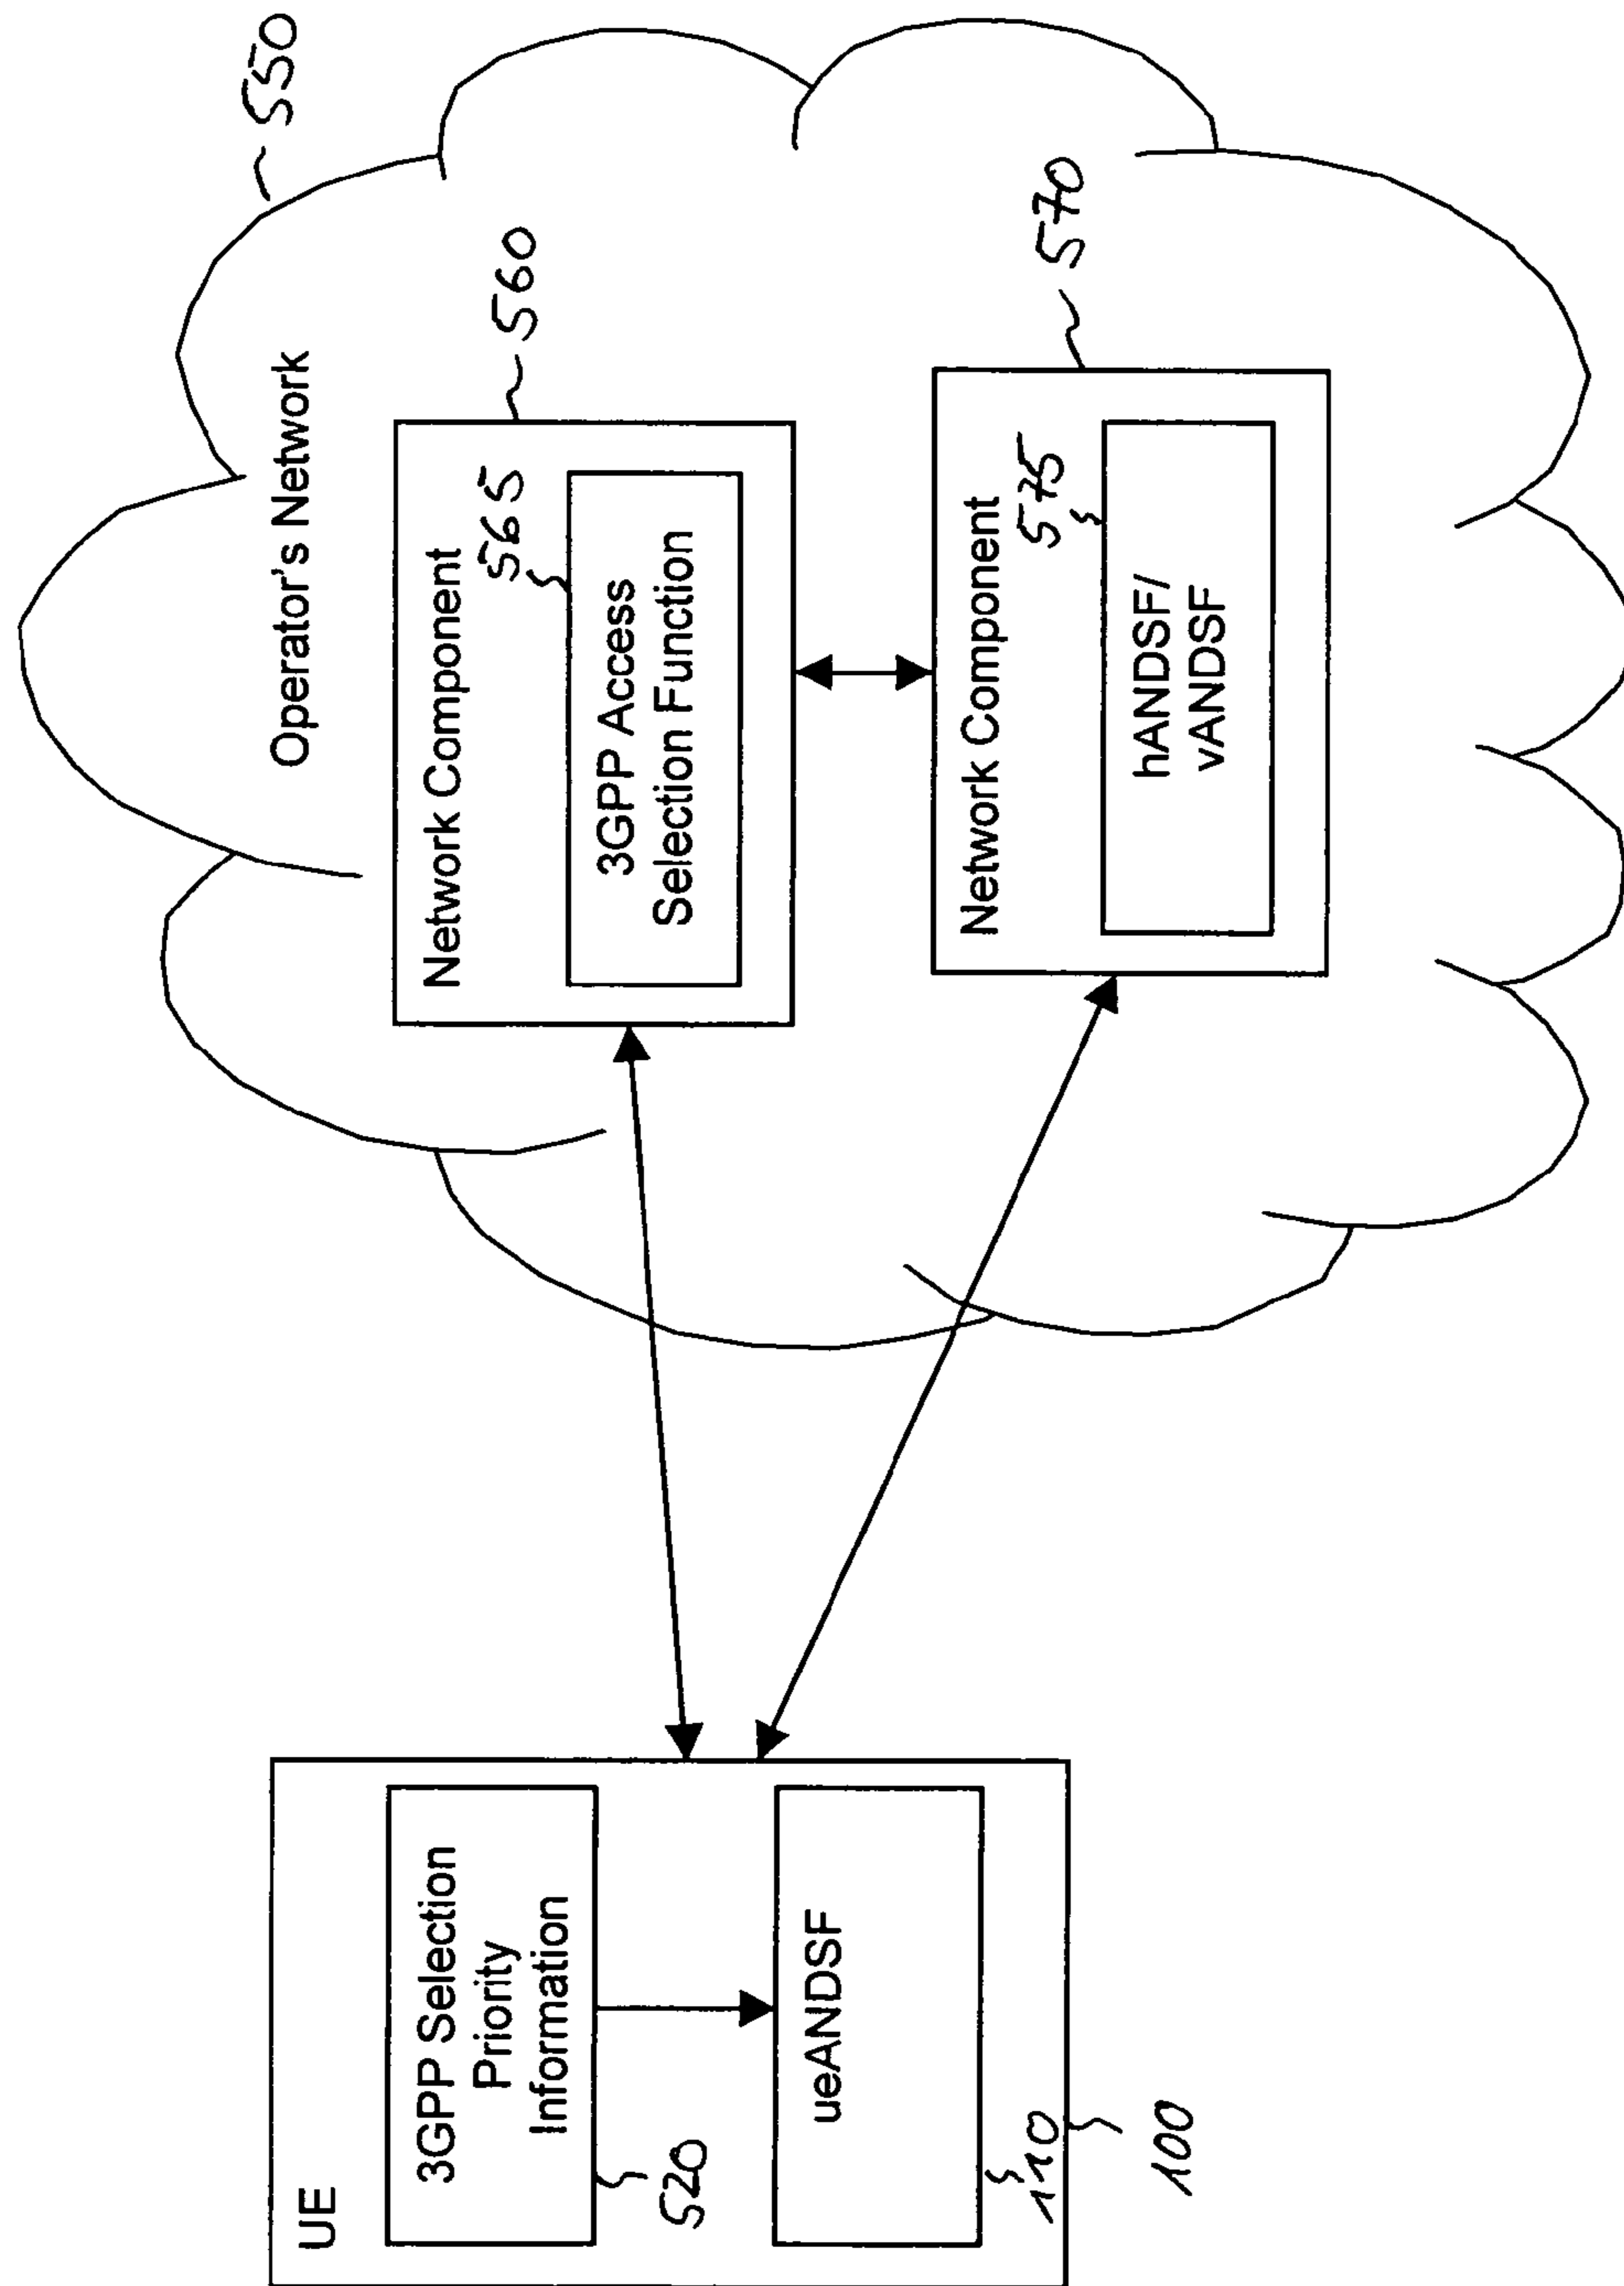 UE
3GPP Selection
Priority
Information
520
ueANDSF
110
100
Operator's Network
550
Network Component
560
565
3GPP Access
Selection Function
Network Component
570
575
hANDSF/
vANDSF